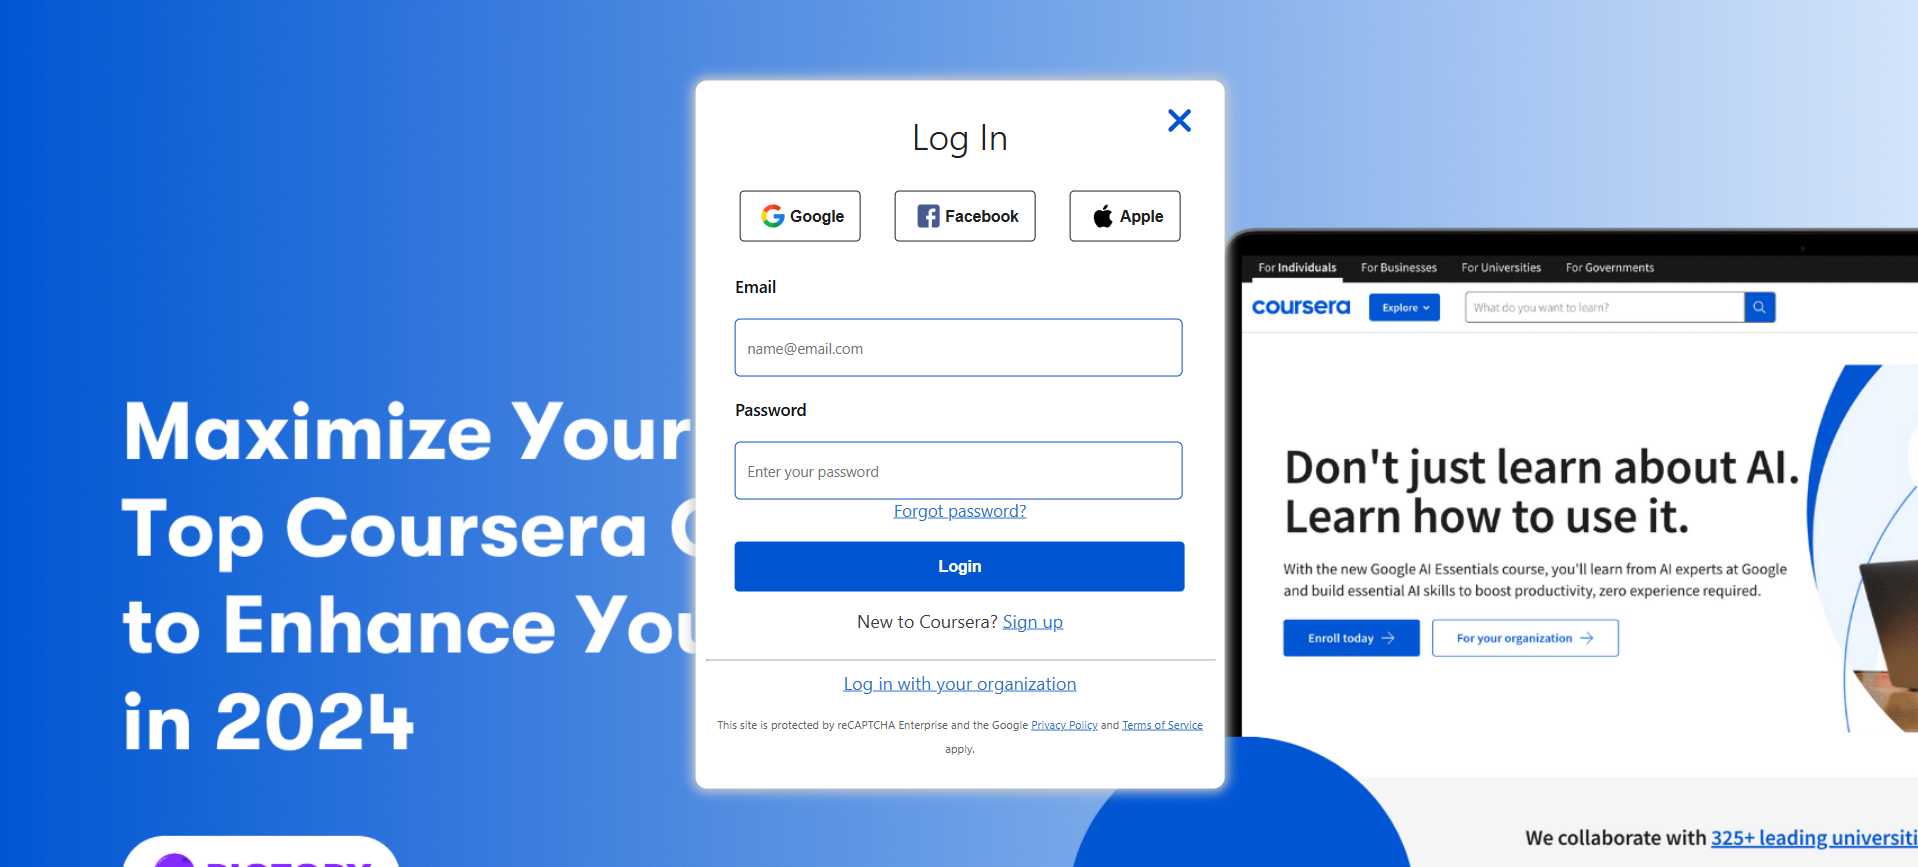 Log In
Google
Facebook
Apple
Email
name@email.com
Password
Enter your password
Forgot password?
Login
New to Coursera? Sign up
Log in with your organization
This site is protected by reCAPTCHA Enterprise and the Google Privacy Policy and Terms of Service
apply.
Maximize Your
Top Coursera
to Enhance You
in 2024
For Individuals
For Businesses
For Universities
For Governments
coursera
Explore
What do you want to learn?
Don't just learn about AI.
Learn how to use it.
With the new Google AI Essentials course, you'll learn from AI experts at Google
and build essential AI skills to boost productivity, zero experience required.
Enroll today →
For your organization →
We collaborate with 325+ leading universiti